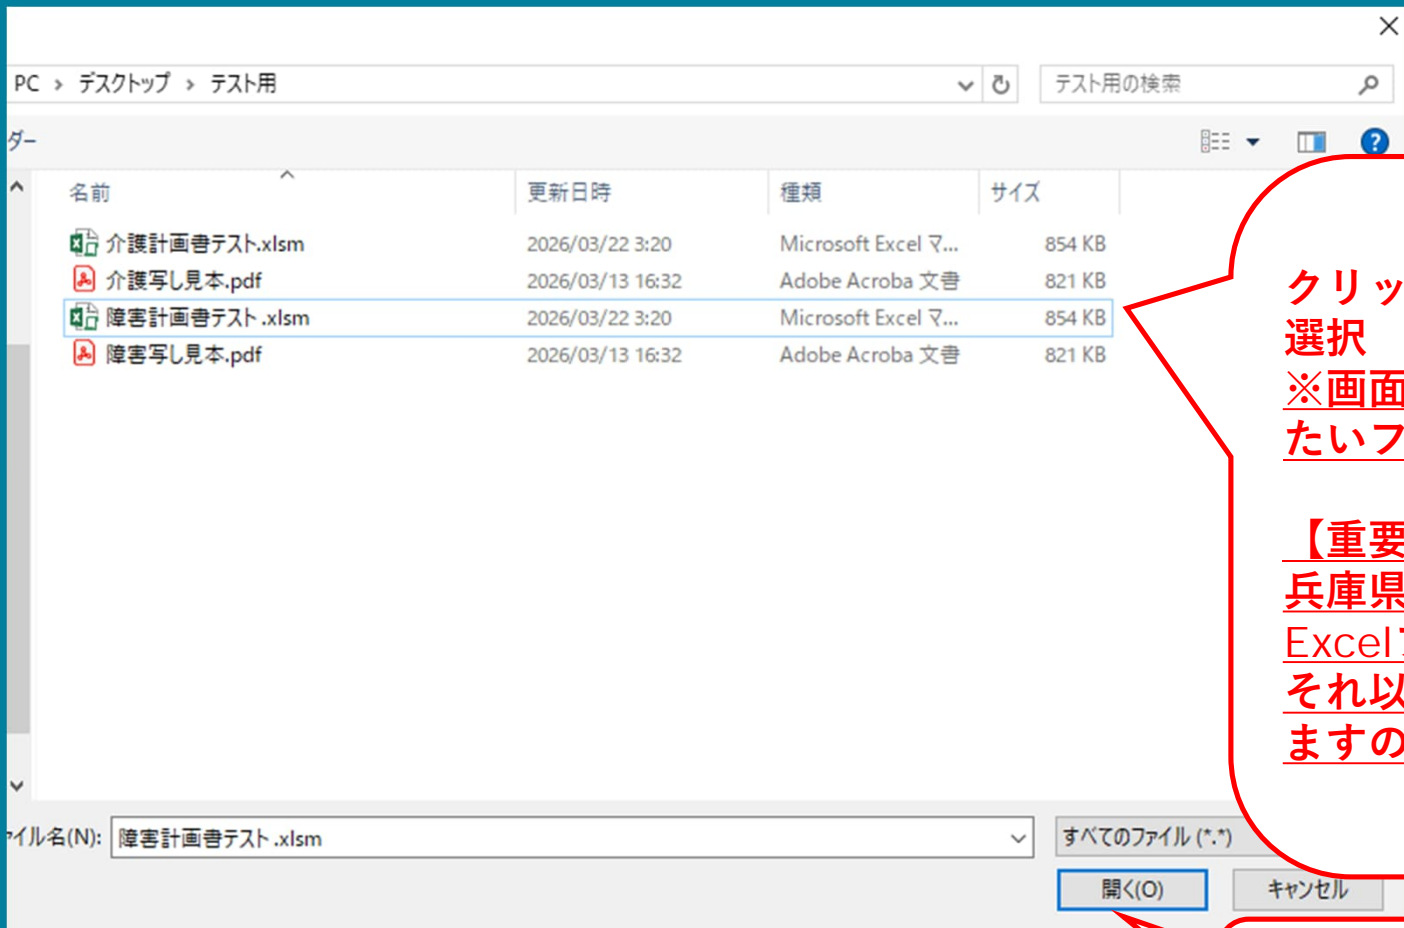 PC > デスクトップ > テスト用
テスト用の検索
ダー
名前 更新日時 種類 サイズ
介護計画書テスト.xlsm 2026/03/22 3:20 Microsoft Excel マ... 854 KB
介護写し見本.pdf 2026/03/13 16:32 Adobe Acroba 文書 821 KB
障害計画書テスト .xlsm 2026/03/22 3:20 Microsoft Excel マ... 854 KB
障害写し見本.pdf 2026/03/13 16:32 Adobe Acroba 文書 821 KB
クリッ
選択
※画面
たいフ
【重要
兵庫県
Excel
それ以
ますの
イル名(N): 障害計画書テスト .xlsm
すべてのファイル (*.*)
開く(O) キャンセル